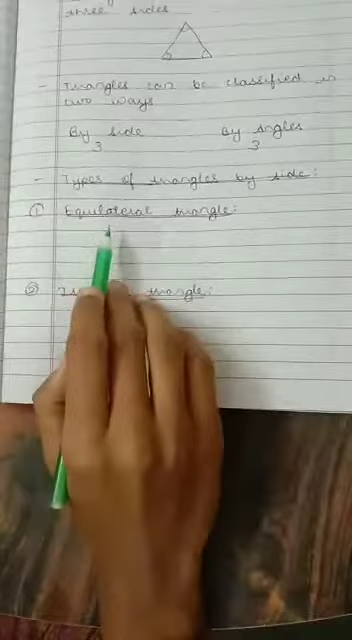 three sides
- Triangles can be classified in
two ways
By side By angles
3 3
- Types of triangles by side:
① Equilateral triangle:
② triangle: